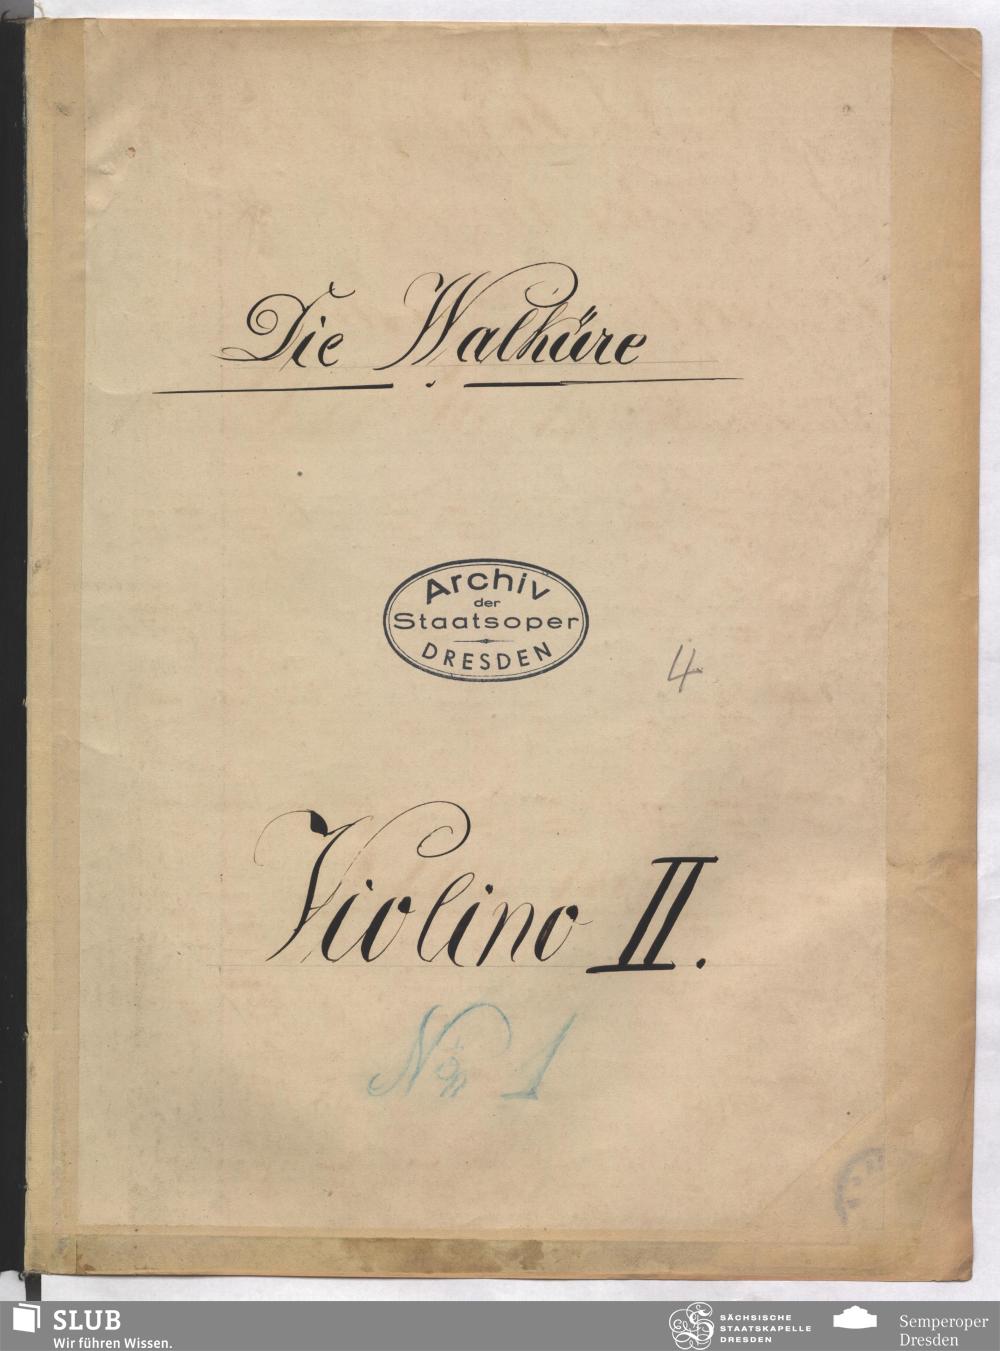 Die Walküre
Archiv
der
Staatsoper
DRESDEN
4
Violino II.
No 1
SLUB
Wir führen Wissen.
SÄCHSISCHE
STAATSKAPELLE
DRESDEN
Semperoper
Dresden